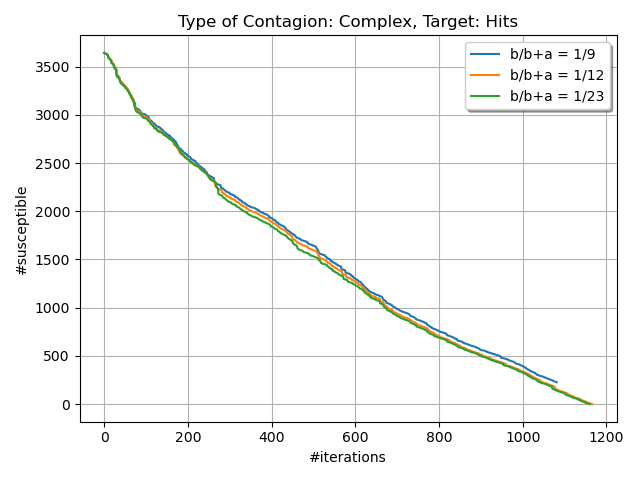 Type of Contagion: Complex, Target: Hits
b/b+a = 1/9
b/b+a = 1/12
b/b+a = 1/23
#susceptible
3500
3000
2500
2000
1500
1000
500
0
0 200 400 600 800 1000 1200
#iterations